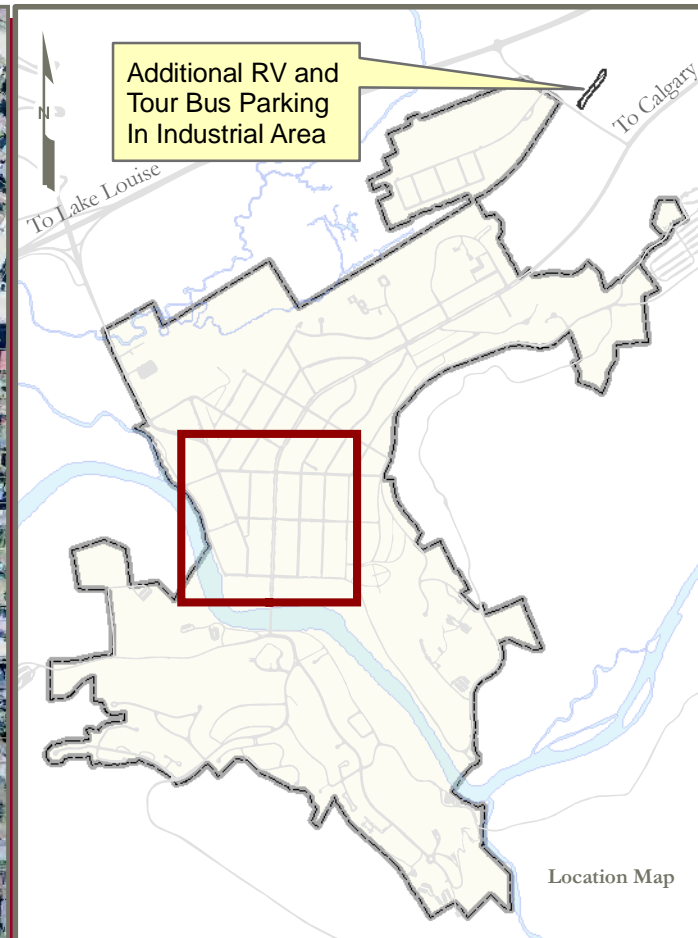 Additional RV and
Tour Bus Parking
In Industrial Area
N
To Calgary
To Lake Louise
Location Map